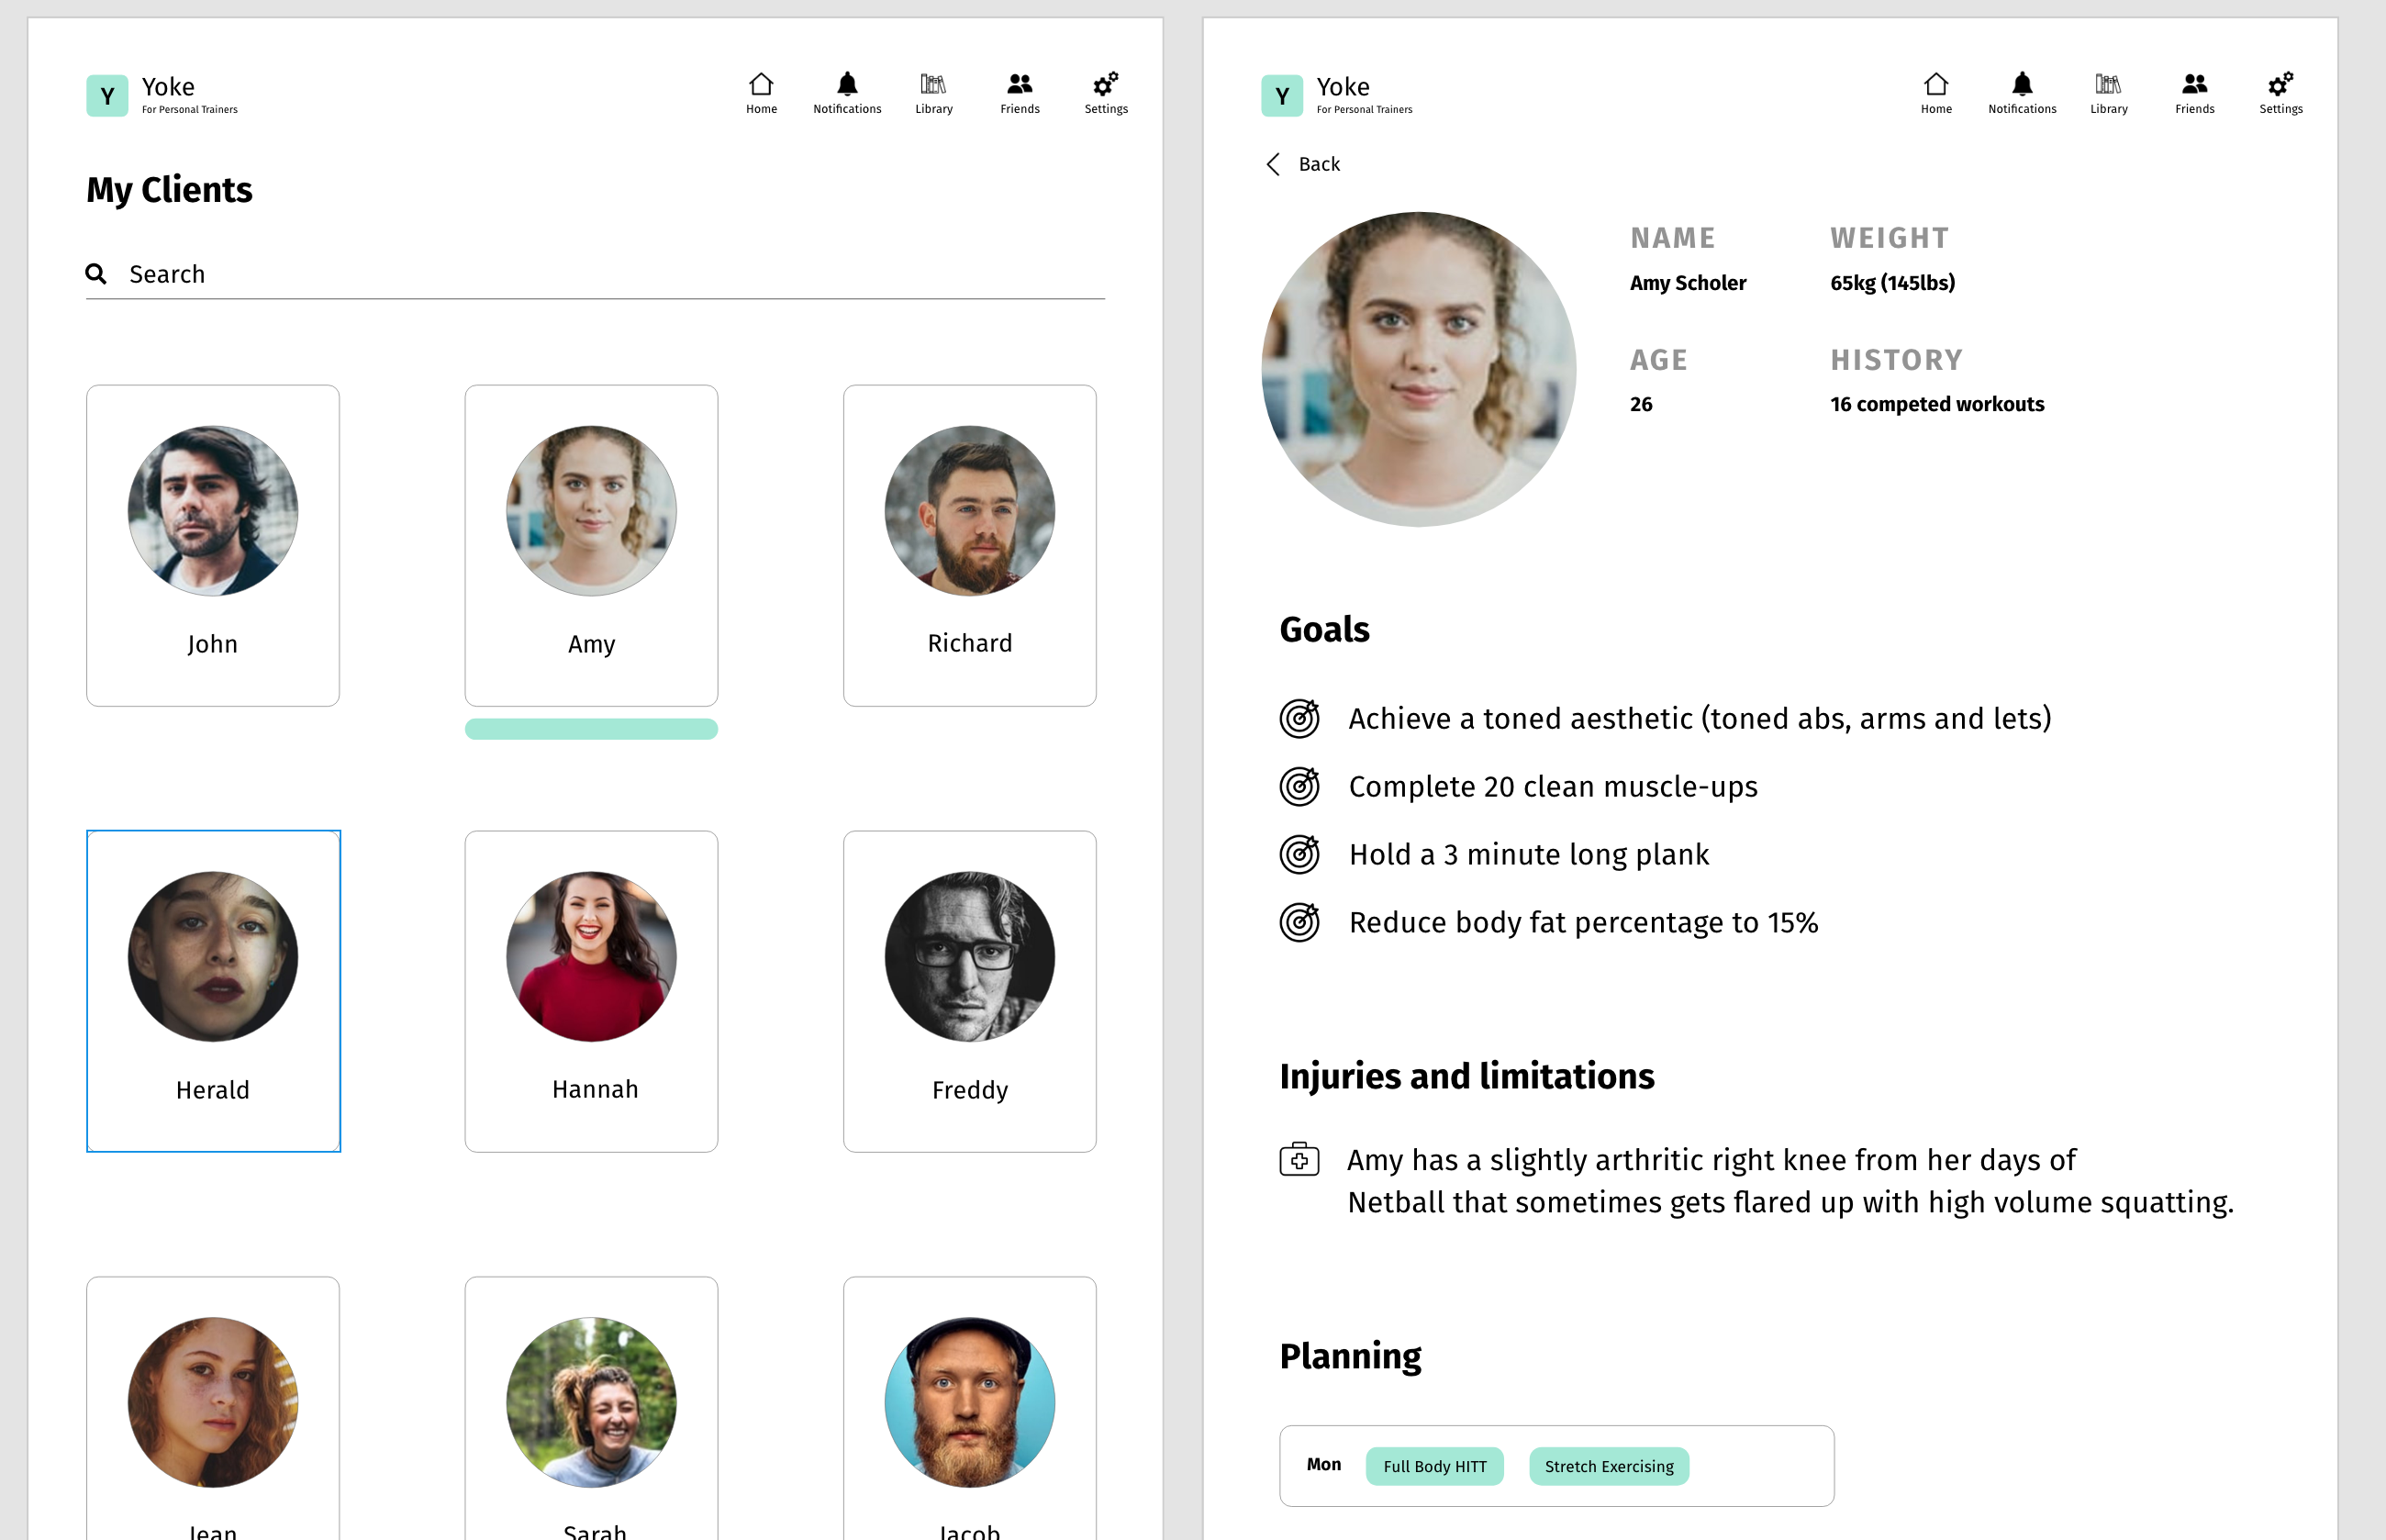 Y
Yoke
For Personal Trainers
Home
Notifications
Library
Friends
Settings
My Clients
Search
John
Amy
Richard
Herald
Hannah
Freddy
Jean
Sarah
Jacob
Y
Yoke
For Personal Trainers
Home
Notifications
Library
Friends
Settings
Back
NAME
Amy Scholer
WEIGHT
65kg (145lbs)
AGE
26
HISTORY
16 competed workouts
Goals
Achieve a toned aesthetic (toned abs, arms and lets)
Complete 20 clean muscle-ups
Hold a 3 minute long plank
Reduce body fat percentage to 15%
Injuries and limitations
Amy has a slightly arthritic right knee from her days of
Netball that sometimes gets flared up with high volume squatting.
Planning
Mon
Full Body HITT
Stretch Exercising